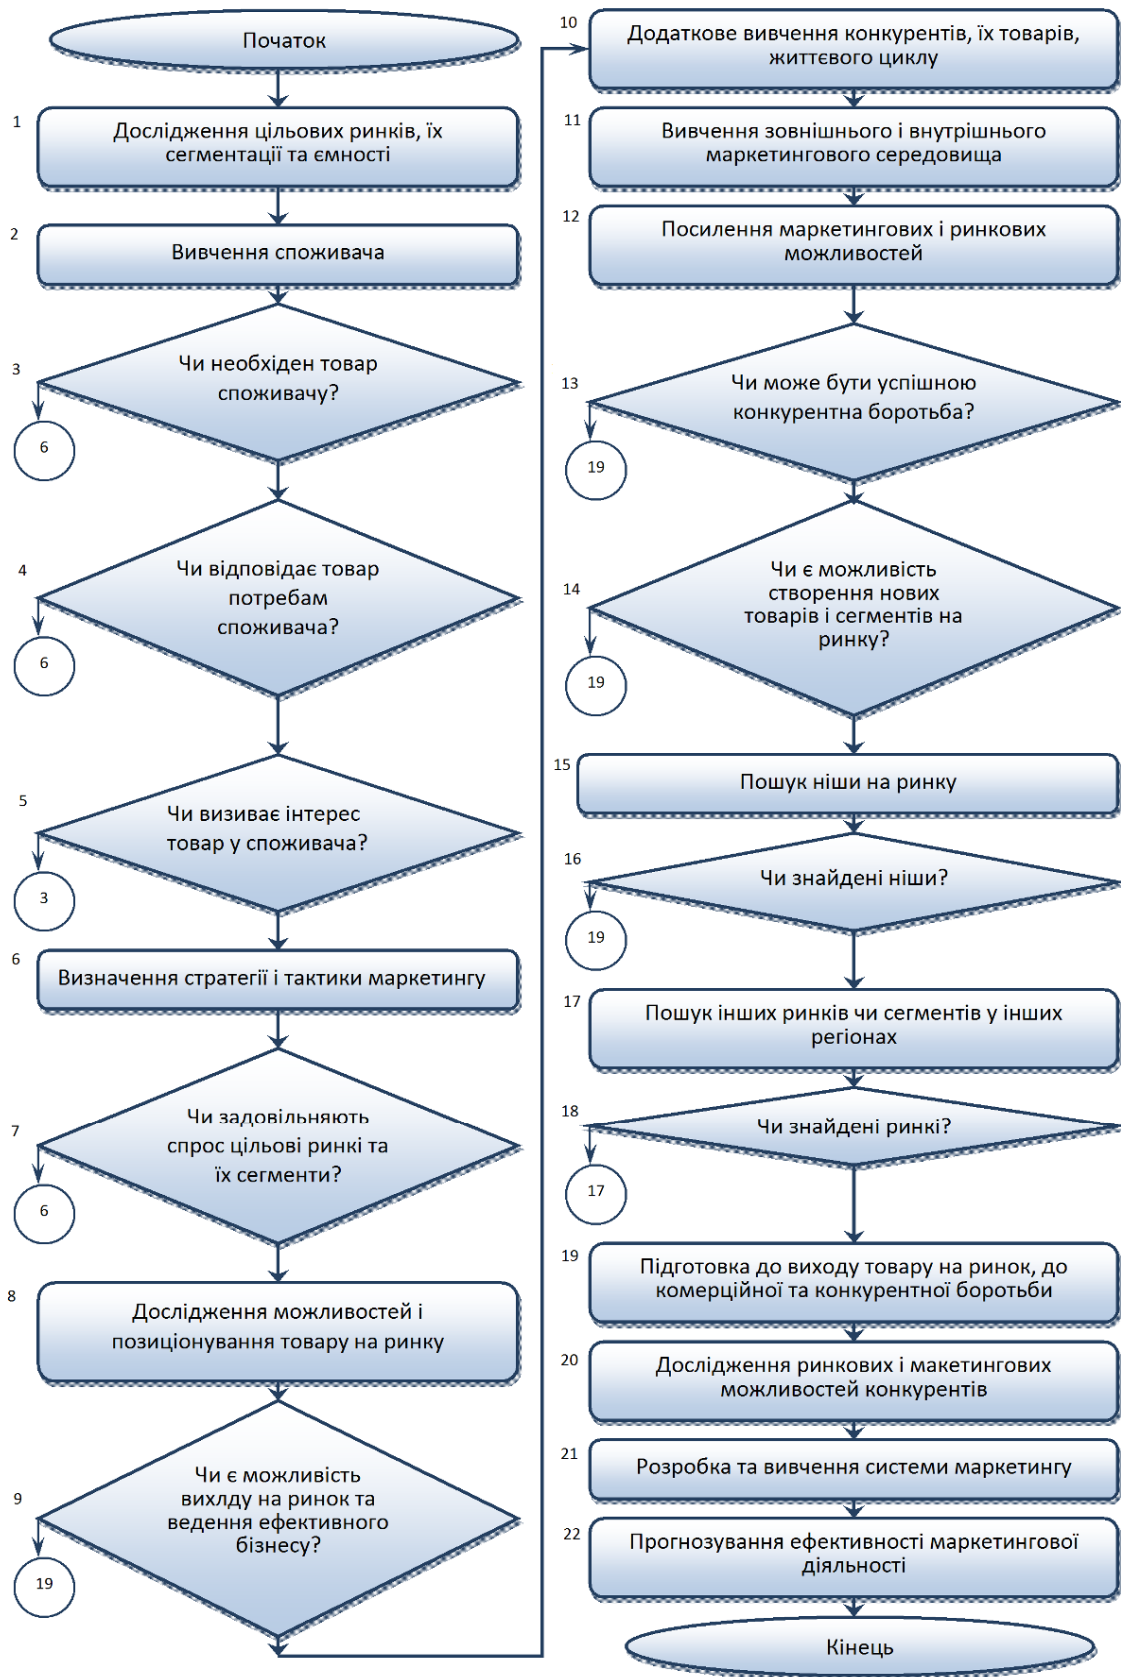 Початок
1
Дослідження цільових ринків, їх
сегментації та ємності
2
Вивчення споживача
3
Чи необхіден товар
споживачу?
6
4
Чи відповідає товар
потребам
споживача?
6
5
Чи визиває інтерес
товар у споживача?
3
6
Визначення стратегії і тактики маркетингу
7
Чи задовільняють
спрос цільові ринкі та
їх сегменти?
6
8
Дослідження можливостей і
позиціонування товару на ринку
9
Чи є можливість
вихлду на ринок та
ведення ефективного
бізнесу?
19
10
Додаткове вивчення конкурентів, їх товарів,
життєвого циклу
11
Вивчення зовнішнього і внутрішнього
маркетингового середовища
12
Посилення маркетингових і ринкових
можливостей
13
Чи може бути успішною
конкурентна боротьба?
19
14
Чи є можливість
створення нових
товарів і сегментів на
ринку?
19
15
Пошук ніши на ринку
16
Чи знайдені ніши?
19
17
Пошук інших ринків чи сегментів у інших
регіонах
18
Чи знайдені ринкі?
17
19
Підготовка до виходу товару на ринок, до
комерційної та конкурентної боротьби
20
Дослідження ринкових і макетингових
можливостей конкурентів
21
Розробка та вивчення системи маркетингу
22
Прогнозування ефективності маркетингової
діяльності
Кінець